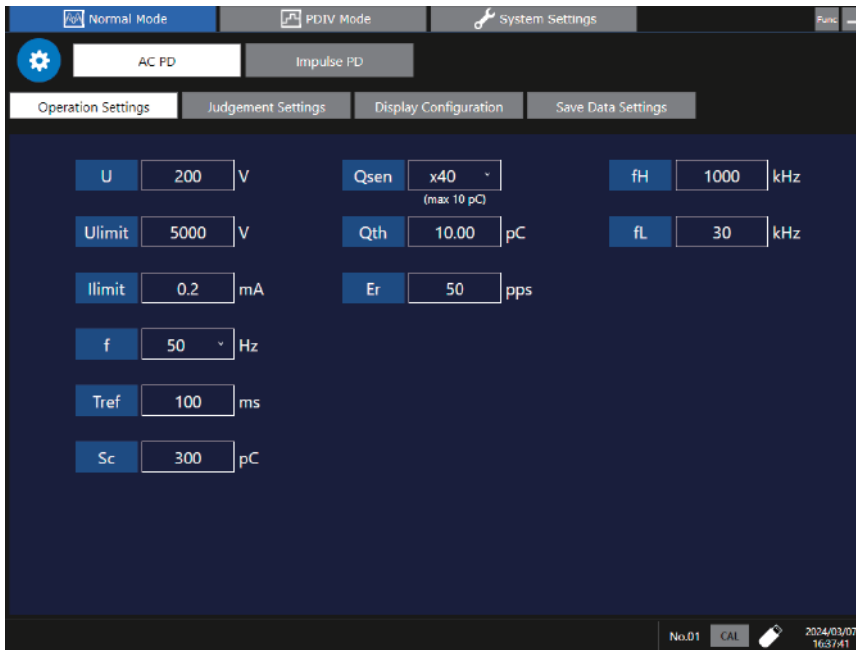 Normal Mode PDIV Mode System Settings Func
AC PD Impulse PD
Operation Settings Judgement Settings Display Configuration Save Data Settings
U 200 V Qsen x40 fH 1000 kHz
(max 10 pC)
Ulimit 5000 V Qth 10.00 pC fL 30 kHz
Ilimit 0.2 mA Er 50 pps
f 50 Hz
Tref 100 ms
Sc 300 pC
No.01 CAL 2024/03/07
16:37:41